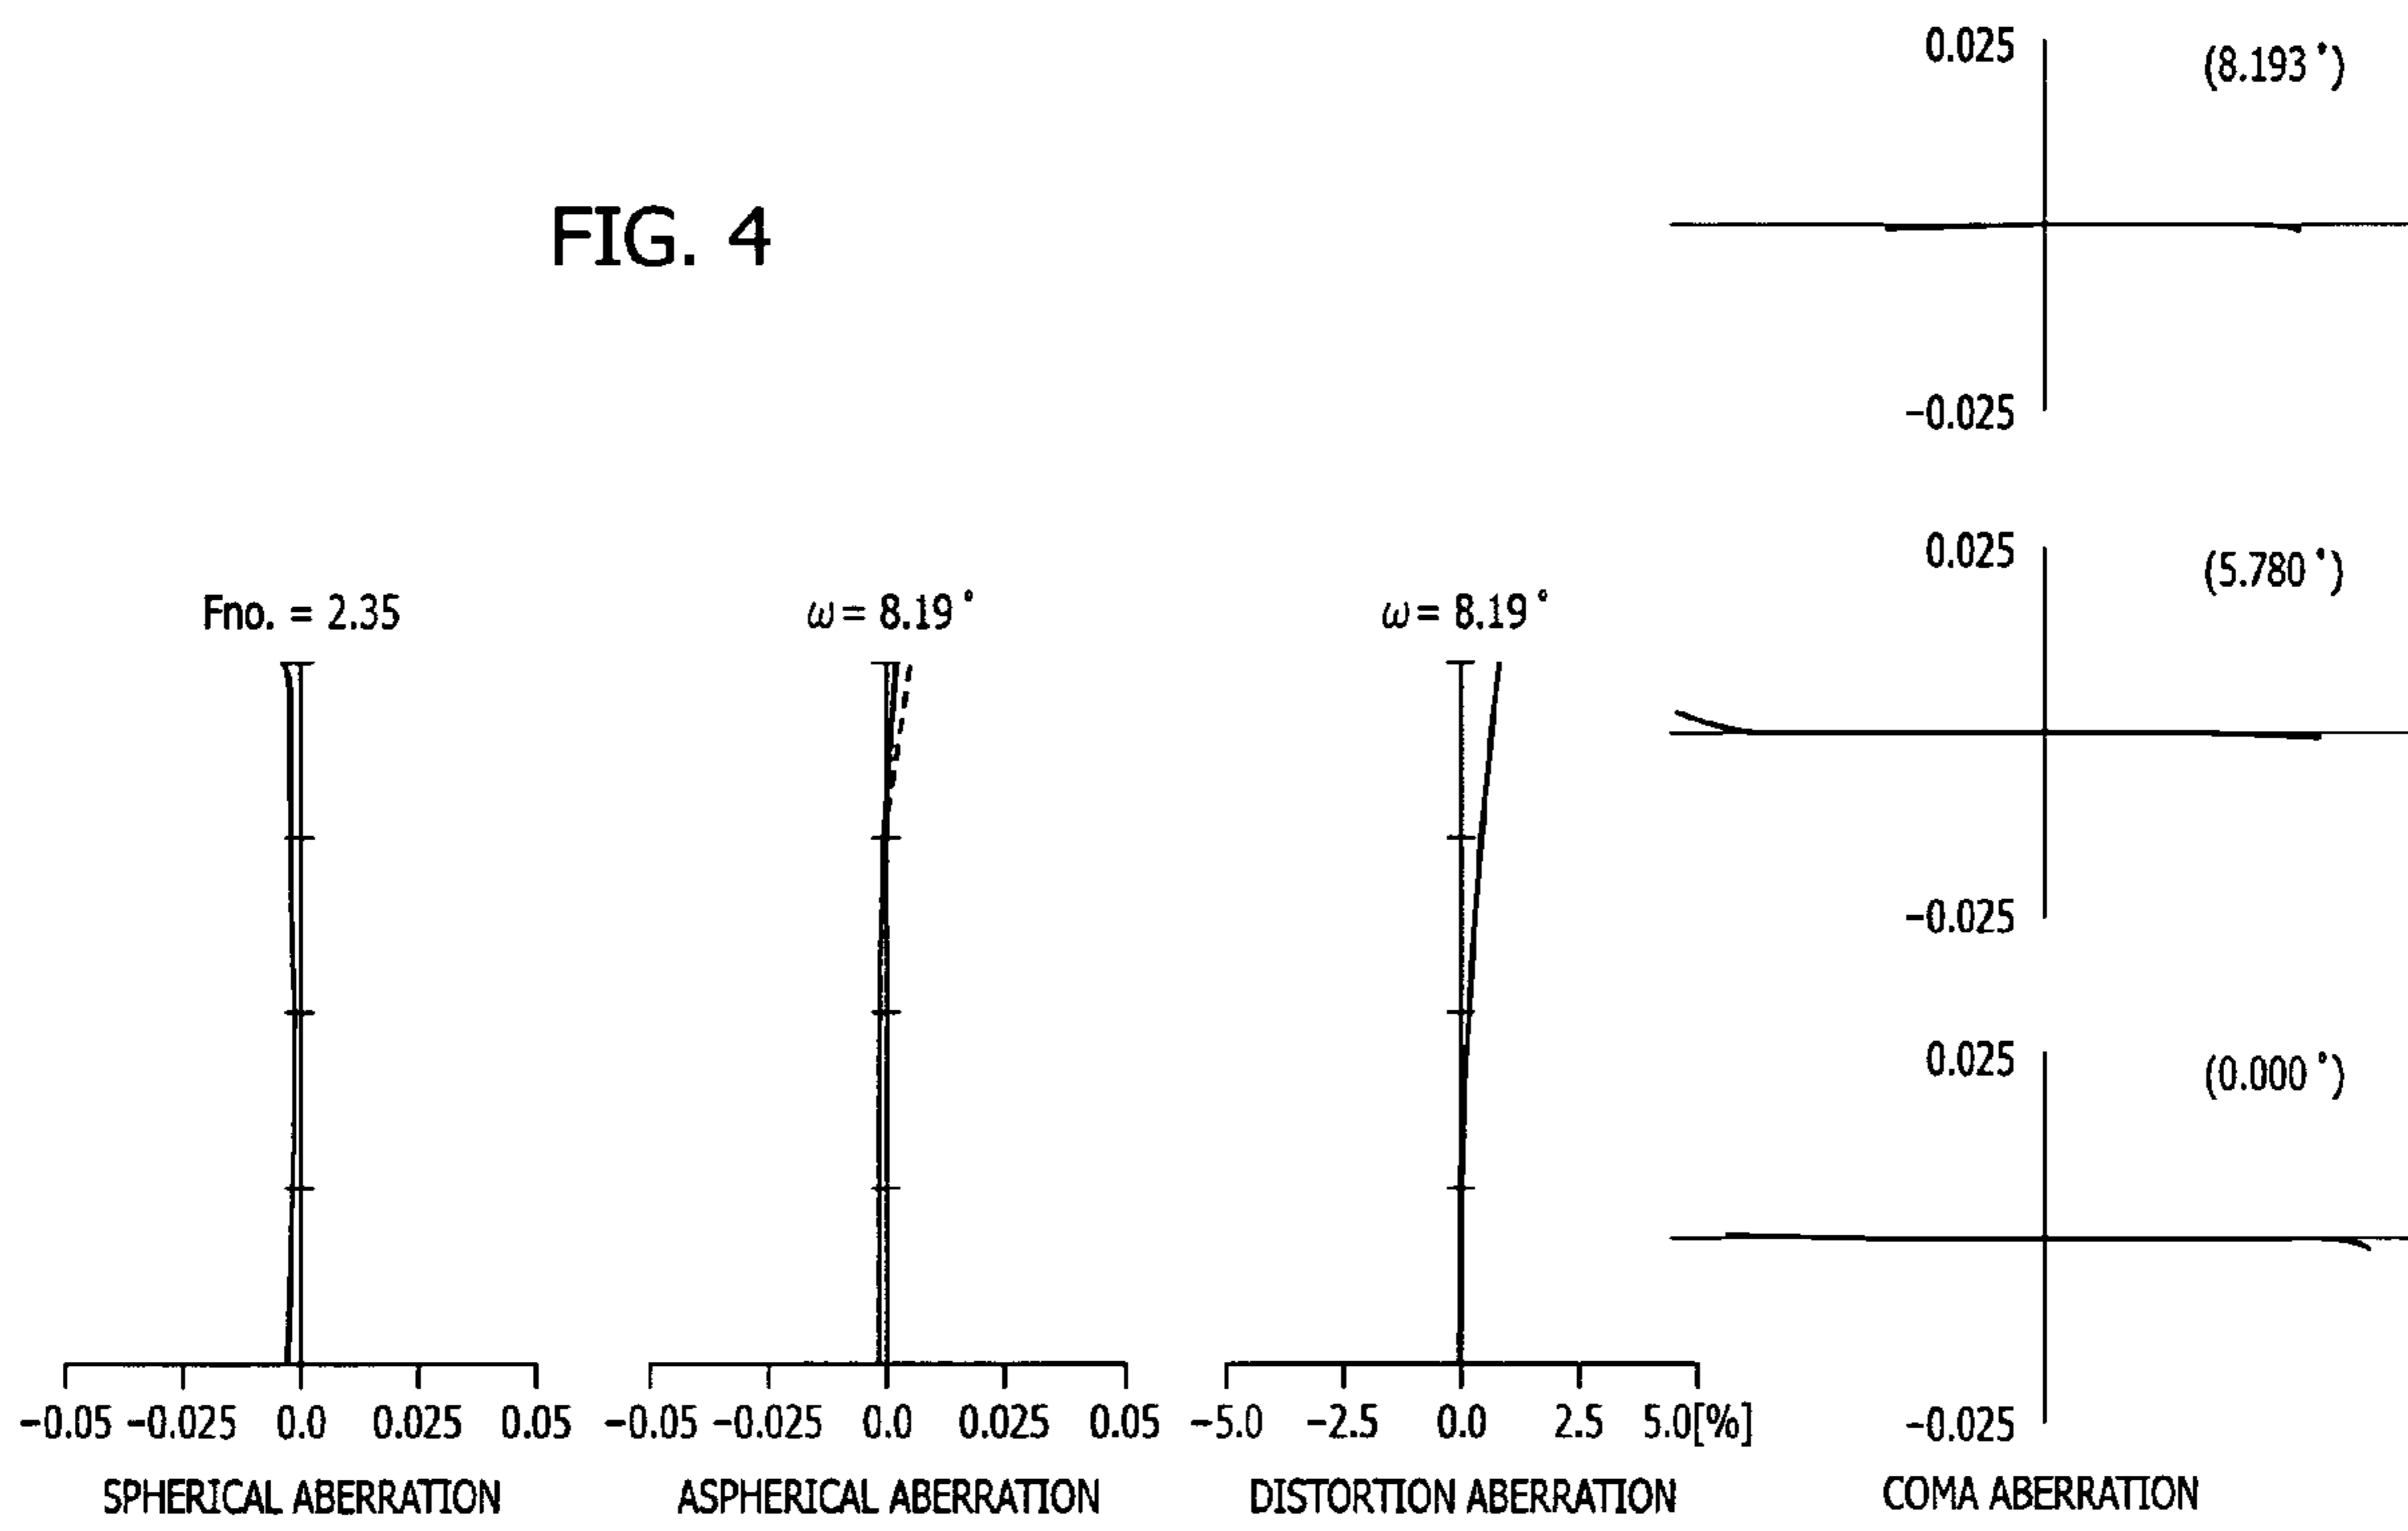 FIG. 4
Fno. = 2.35
−0.05 −0.025 0.0 0.025 0.05
SPHERICAL ABERRATION
ω = 8.19°
−0.05 −0.025 0.0 0.025 0.05
ASPHERICAL ABERRATION
ω = 8.19°
−5.0 −2.5 0.0 2.5 5.0[%]
DISTORTION ABERRATION
0.025 (8.193°)
−0.025
0.025 (5.780°)
−0.025
0.025 (0.000°)
−0.025
COMA ABERRATION